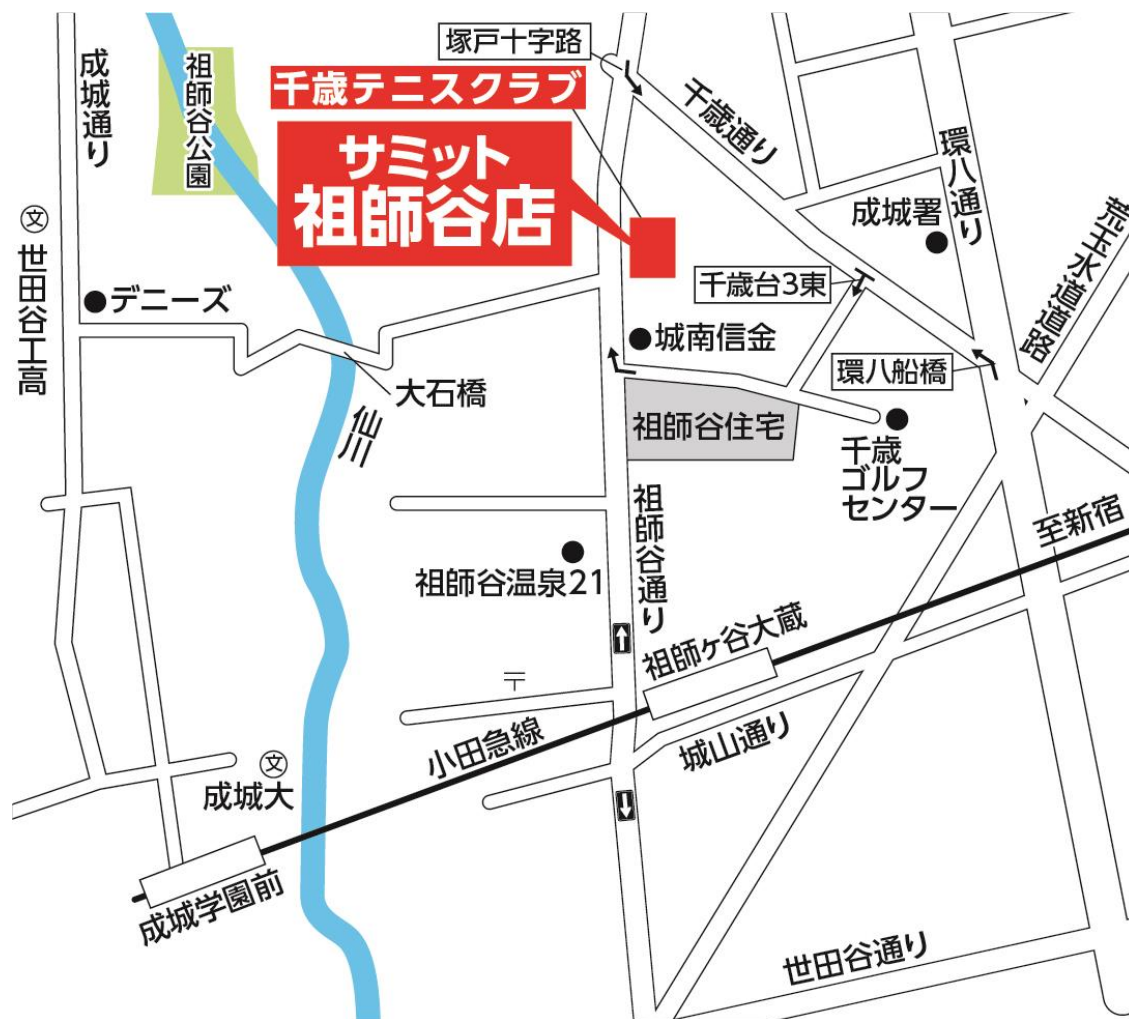 塚戸十字路
千歳テニスクラブ
サミット
祖師谷店
成城通り
祖師谷公園
千歳通り
環八通り
成城署
荒玉水道道路
文
世田谷工高
デニーズ
千歳台3東
城南信金
環八船橋
大石橋
仙川
祖師谷住宅
千歳
ゴルフ
センター
祖師谷通り
至新宿
祖師谷温泉21
祖師ヶ谷大蔵
〒
小田急線
城山通り
文
成城大
成城学園前
世田谷通り